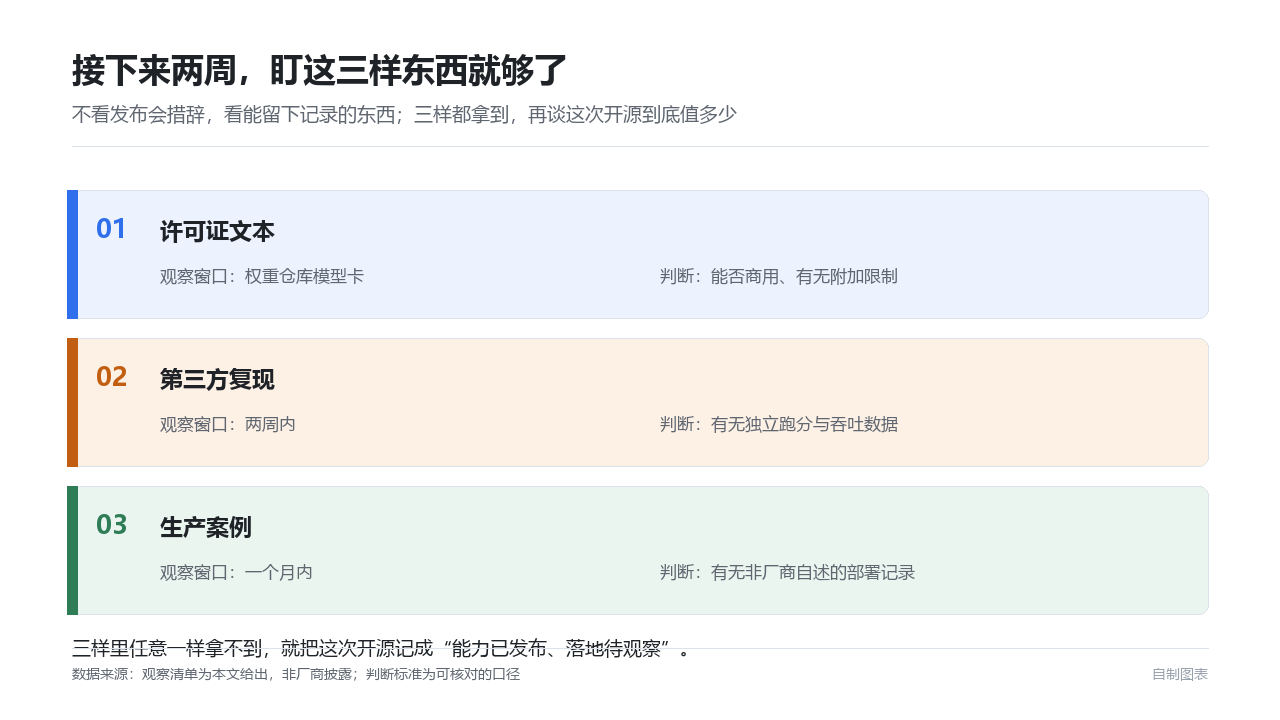 接下来两周，盯这三样东西就够了
不看发布会措辞，看能留下记录的东西；三样都拿到，再谈这次开源到底值多少
01 许可证文本
观察窗口：权重仓库模型卡 判断：能否商用、有无附加限制
02 第三方复现
观察窗口：两周内 判断：有无独立跑分与吞吐数据
03 生产案例
观察窗口：一个月内 判断：有无非厂商自述的部署记录
三样里任意一样拿不到，就把这次开源记成“能力已发布、落地待观察”。
数据来源：观察清单为本文给出，非厂商披露；判断标准为可核对的口径 自制图表